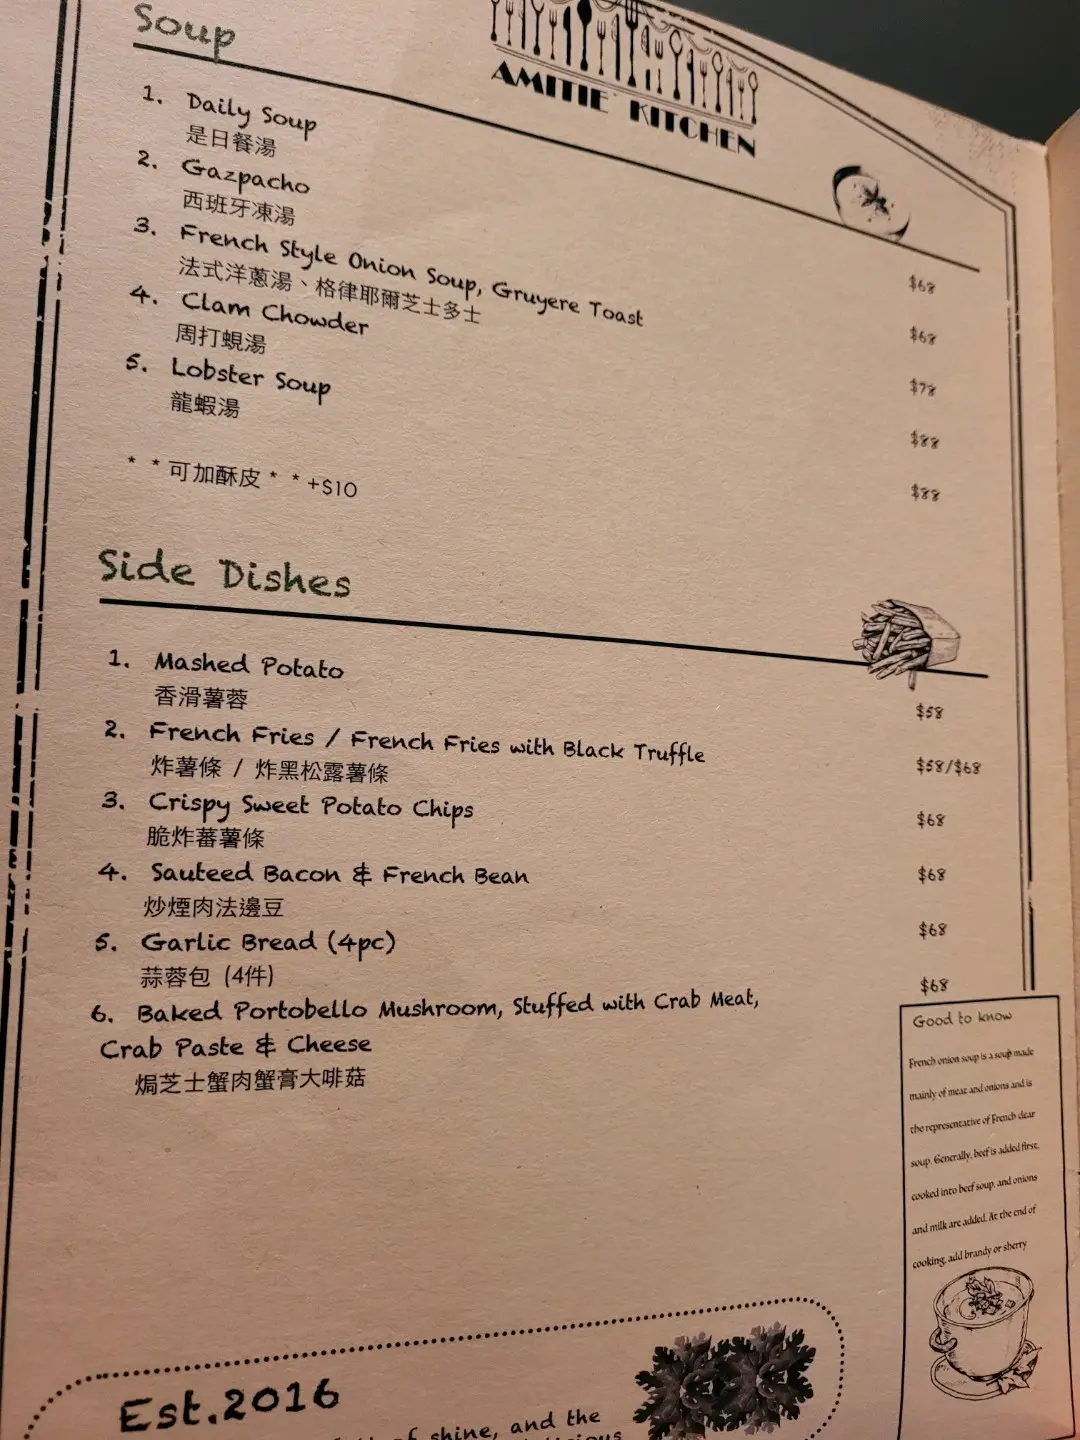 Soup
AMITIE KITCHEN
1. Daily Soup
是日餐湯
$68
2. Gazpacho
西班牙凍湯
$68
3. French Style Onion Soup, Gruyere Toast
法式洋蔥湯、格律耶爾芝士多士
$78
4. Clam Chowder
周打蜆湯
$88
5. Lobster Soup
龍蝦湯
$88
* * 可加酥皮 * * +$10
Side Dishes
1. Mashed Potato
香滑薯蓉
$58
2. French Fries / French Fries with Black Truffle
炸薯條 / 炸黑松露薯條
$58/$68
3. Crispy Sweet Potato Chips
脆炸蕃薯條
$68
4. Sauteed Bacon & French Bean
炒煙肉法邊豆
$68
5. Garlic Bread (4pc)
蒜蓉包 (4件)
$68
6. Baked Portobello Mushroom, Stuffed with Crab Meat,
Crab Paste & Cheese
焗芝士蟹肉蟹膏大啡菇
$68
Good to know
French onion soup is a soup made
mainly of meat and onions and is
the representative of French clear
soup. Generally, beef is added first,
cooked into beef soup, and onions
and milk are added. At the end of
cooking, add brandy or sherry
Est.2016
of shine, and the